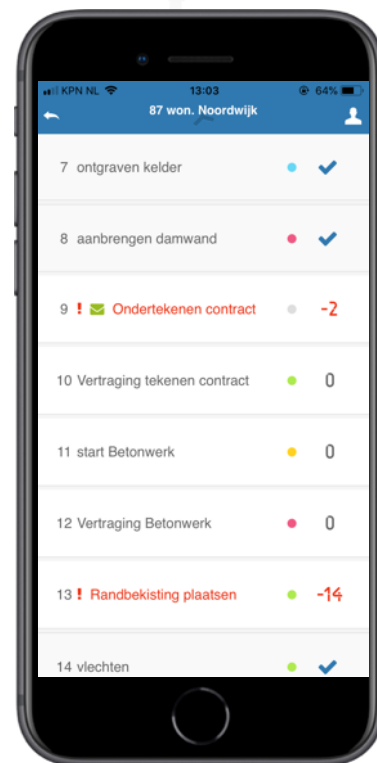 KPN NL 13:03 64%
87 won. Noordwijk
7 ontgraven kelder
8 aanbrengen damwand
9 ! Ondertekenen contract -2
10 Vertraging tekenen contract 0
11 start Betonwerk 0
12 Vertraging Betonwerk 0
13 ! Randbekisting plaatsen -14
14 vlechten